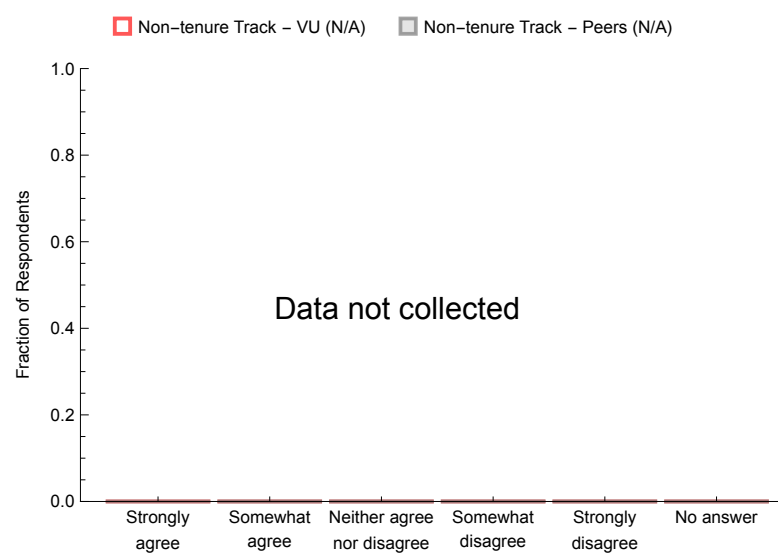 Non-tenure Track - VU (N/A) Non-tenure Track - Peers (N/A)
1.0
0.8
0.6
0.4
0.2
0.0
Fraction of Respondents
Data not collected
Strongly agree
Somewhat agree
Neither agree nor disagree
Somewhat disagree
Strongly disagree
No answer